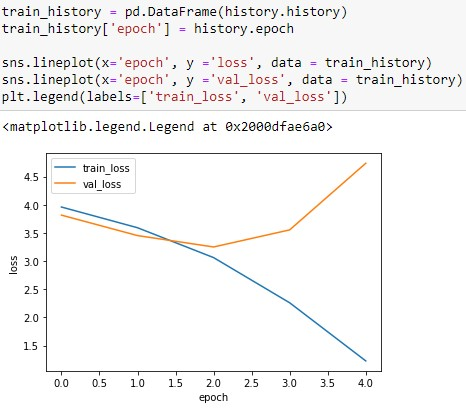 train_history = pd.DataFrame(history.history)
train_history['epoch'] = history.epoch
sns.lineplot(x='epoch', y ='loss', data = train_history)
sns.lineplot(x='epoch', y ='val_loss', data = train_history)
plt.legend(labels=['train_loss', 'val_loss'])
<matplotlib.legend.Legend at 0x2000dfae6a0>
train_loss
val_loss
4.5
4.0
3.5
3.0
2.5
2.0
1.5
loss
0.0 0.5 1.0 1.5 2.0 2.5 3.0 3.5 4.0
epoch